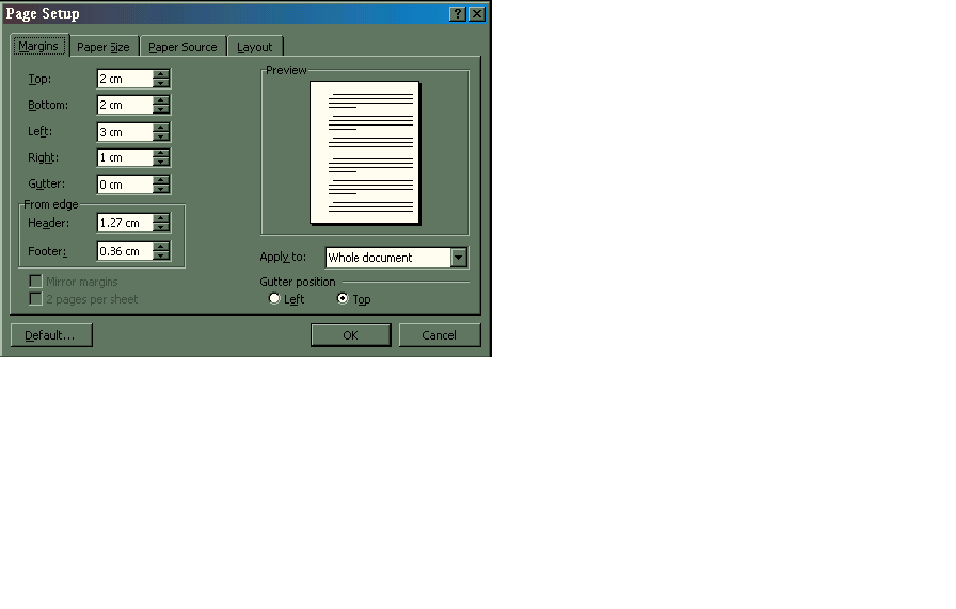 Page Setup
Margins Paper Size Paper Source Layout
Top: 2 cm
Bottom: 2 cm
Left: 3 cm
Right: 1 cm
Gutter: 0 cm
From edge
Header: 1.27 cm
Footer: 0.36 cm
Mirror margins
2 pages per sheet
Preview
Apply to: Whole document
Gutter position
Left Top
Default... OK Cancel